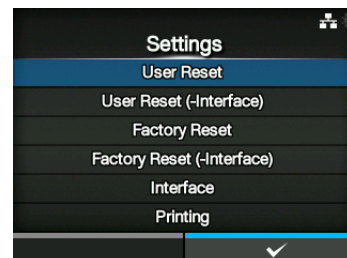 Settings
User Reset
User Reset (-Interface)
Factory Reset
Factory Reset (-Interface)
Interface
Printing